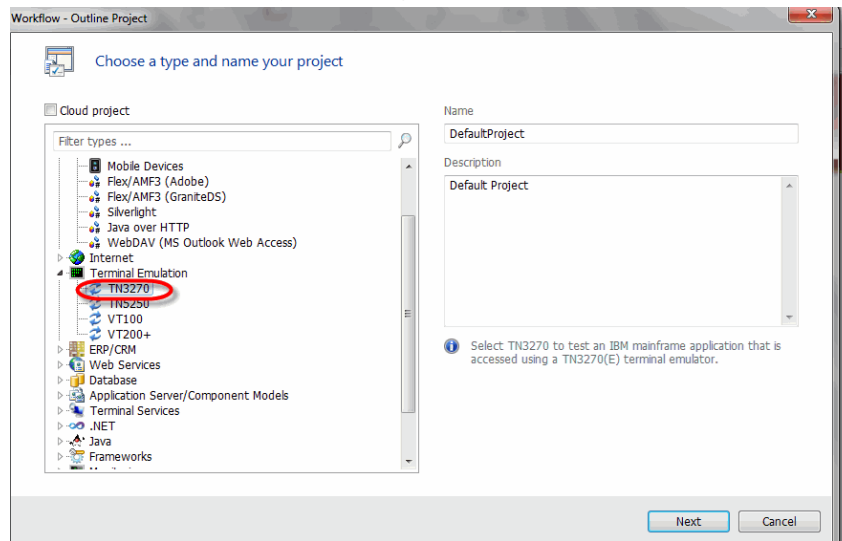 Workflow - Outline Project
Choose a type and name your project
Cloud project
Filter types ...
Mobile Devices
Flex/AMF3 (Adobe)
Flex/AMF3 (GraniteDS)
Silverlight
Java over HTTP
WebDAV (MS Outlook Web Access)
Internet
Terminal Emulation
TN3270
TN5250
VT100
VT200+
ERP/CRM
Web Services
Database
Application Server/Component Models
Terminal Services
.NET
Java
Frameworks
Name
DefaultProject
Description
Default Project
Select TN3270 to test an IBM mainframe application that is
accessed using a TN3270(E) terminal emulator.
Next
Cancel